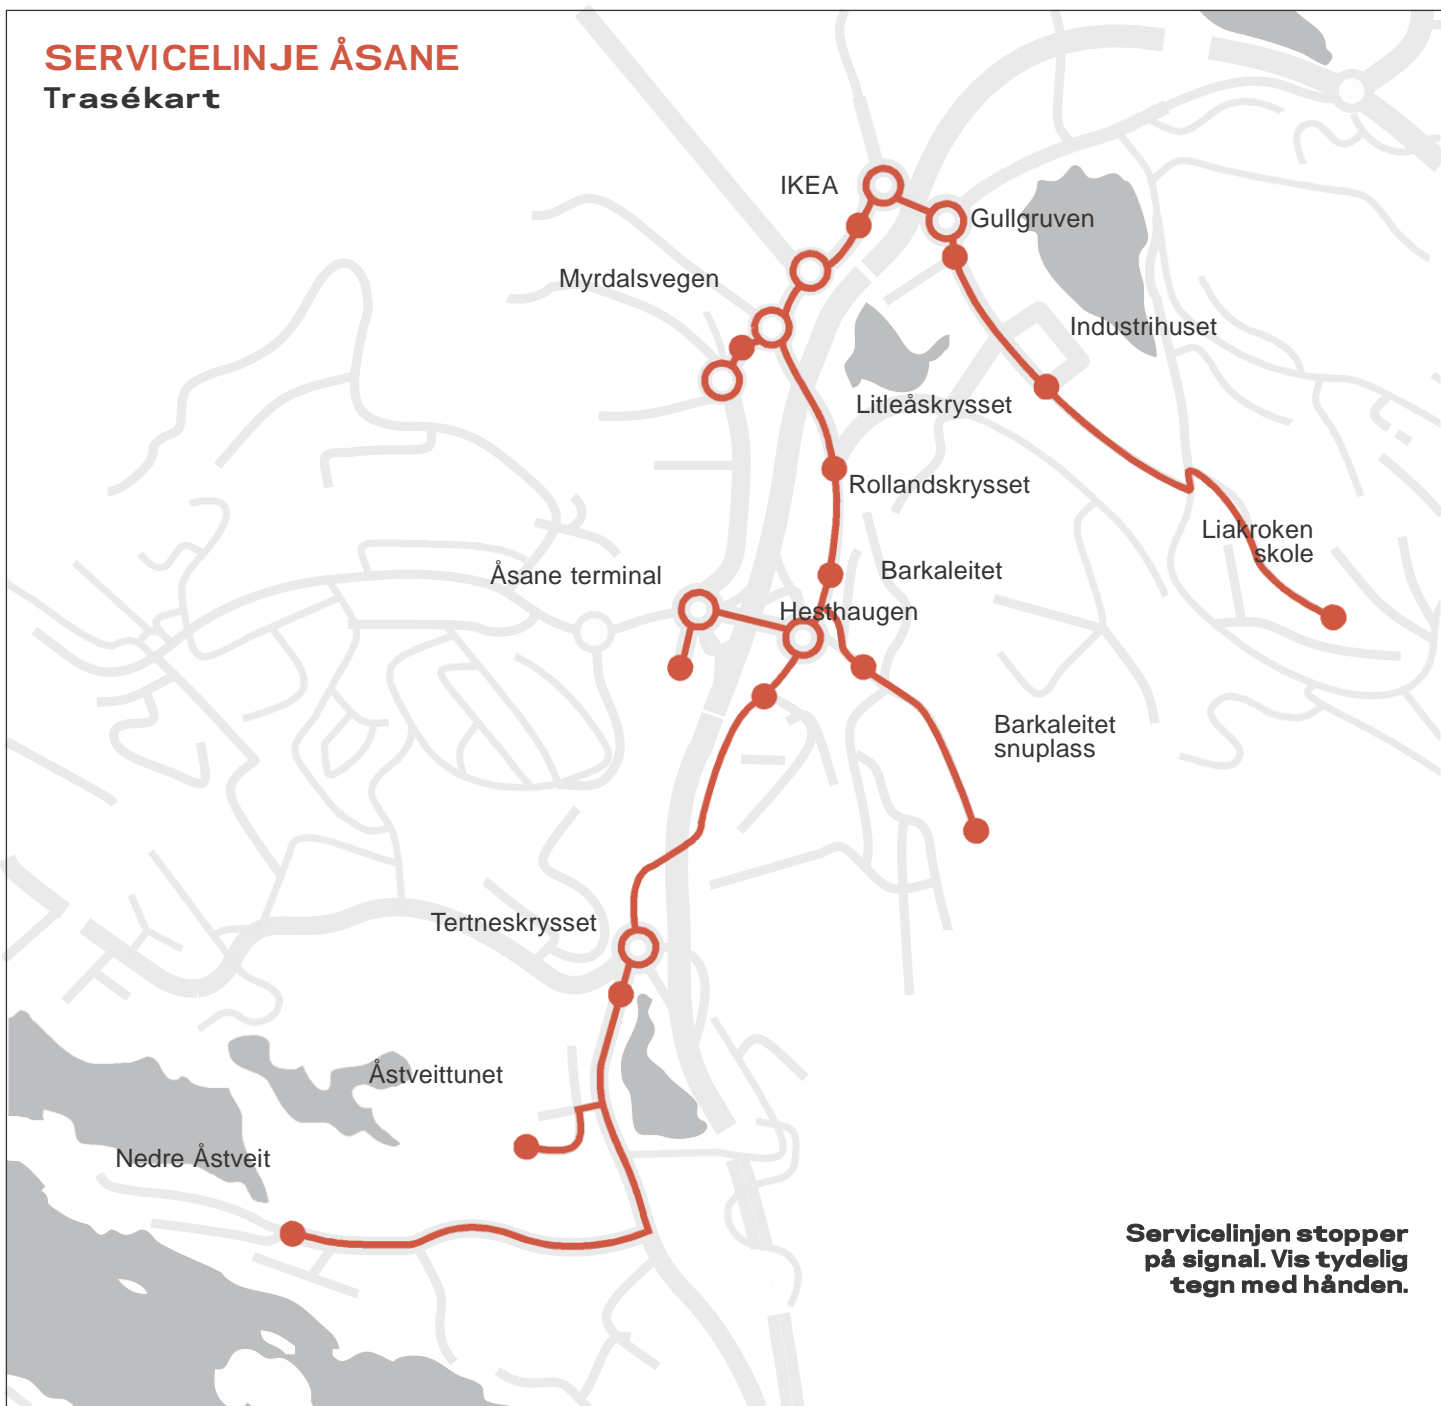 SERVICELINJE ÅSANE
Trasékart
IKEA
Gullgruven
Myrdalsvegen
Industrihuset
Litleåskrysset
Rollandskrysset
Liakroken
skole
Åsane terminal
Barkaleitet
Hesthaugen
Barkaleitet
snuplass
Tertneskrysset
Åstveittunet
Nedre Åstveit
Servicelinjen stopper
på signal. Vis tydelig
tegn med hånden.